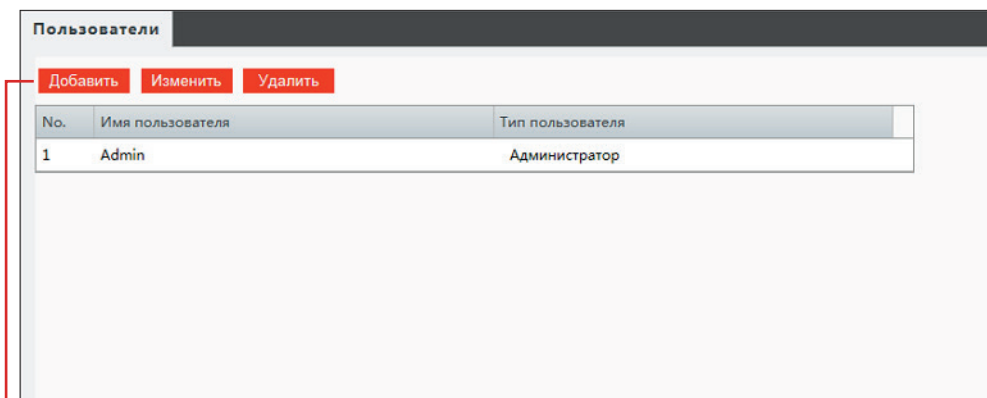 Пользователи
Добавить Изменить Удалить
No. Имя пользователя Тип пользователя
1 Admin Администратор